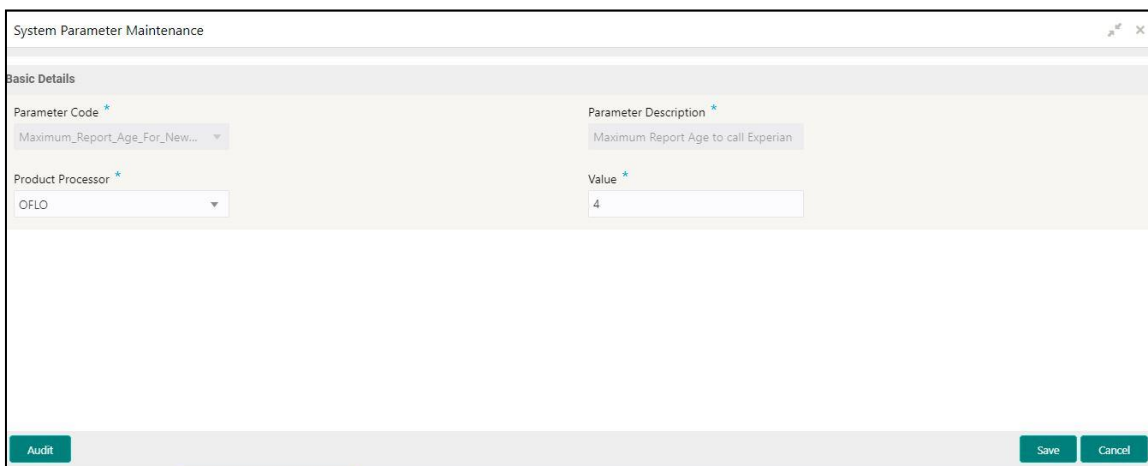 System Parameter Maintenance
Basic Details
Parameter Code *
Parameter Description *
Maximum_Report_Age_For_New...
Maximum Report Age to call Experian
Product Processor *
Value *
OFLO
4
Audit
Save
Cancel